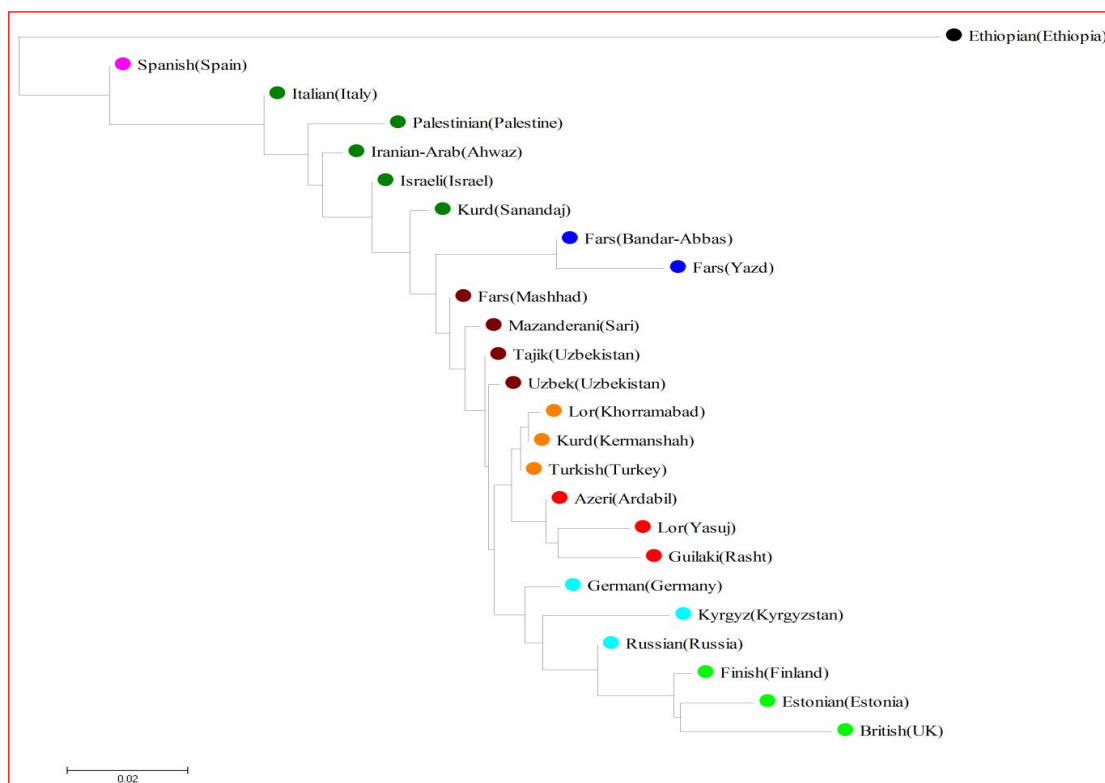 Ethiopian(Ethiopia)
Spanish(Spain)
Italian(Italy)
Palestinian(Palestine)
Iranian-Arab(Ahwaz)
Israeli(Israel)
Kurd(Sanandaj)
Fars(Bandar-Abbas)
Fars(Yazd)
Fars(Mashhad)
Mazanderani(Sari)
Tajik(Uzbekistan)
Uzbek(Uzbekistan)
Lor(Khorramabad)
Kurd(Kermanshah)
Turkish(Turkey)
Azeri(Ardabil)
Lor(Yasuj)
Guilaki(Rasht)
German(Germany)
Kyrgyz(Kyrgyzstan)
Russian(Russia)
Finish(Finland)
Estonian(Estonia)
British(UK)
0.02